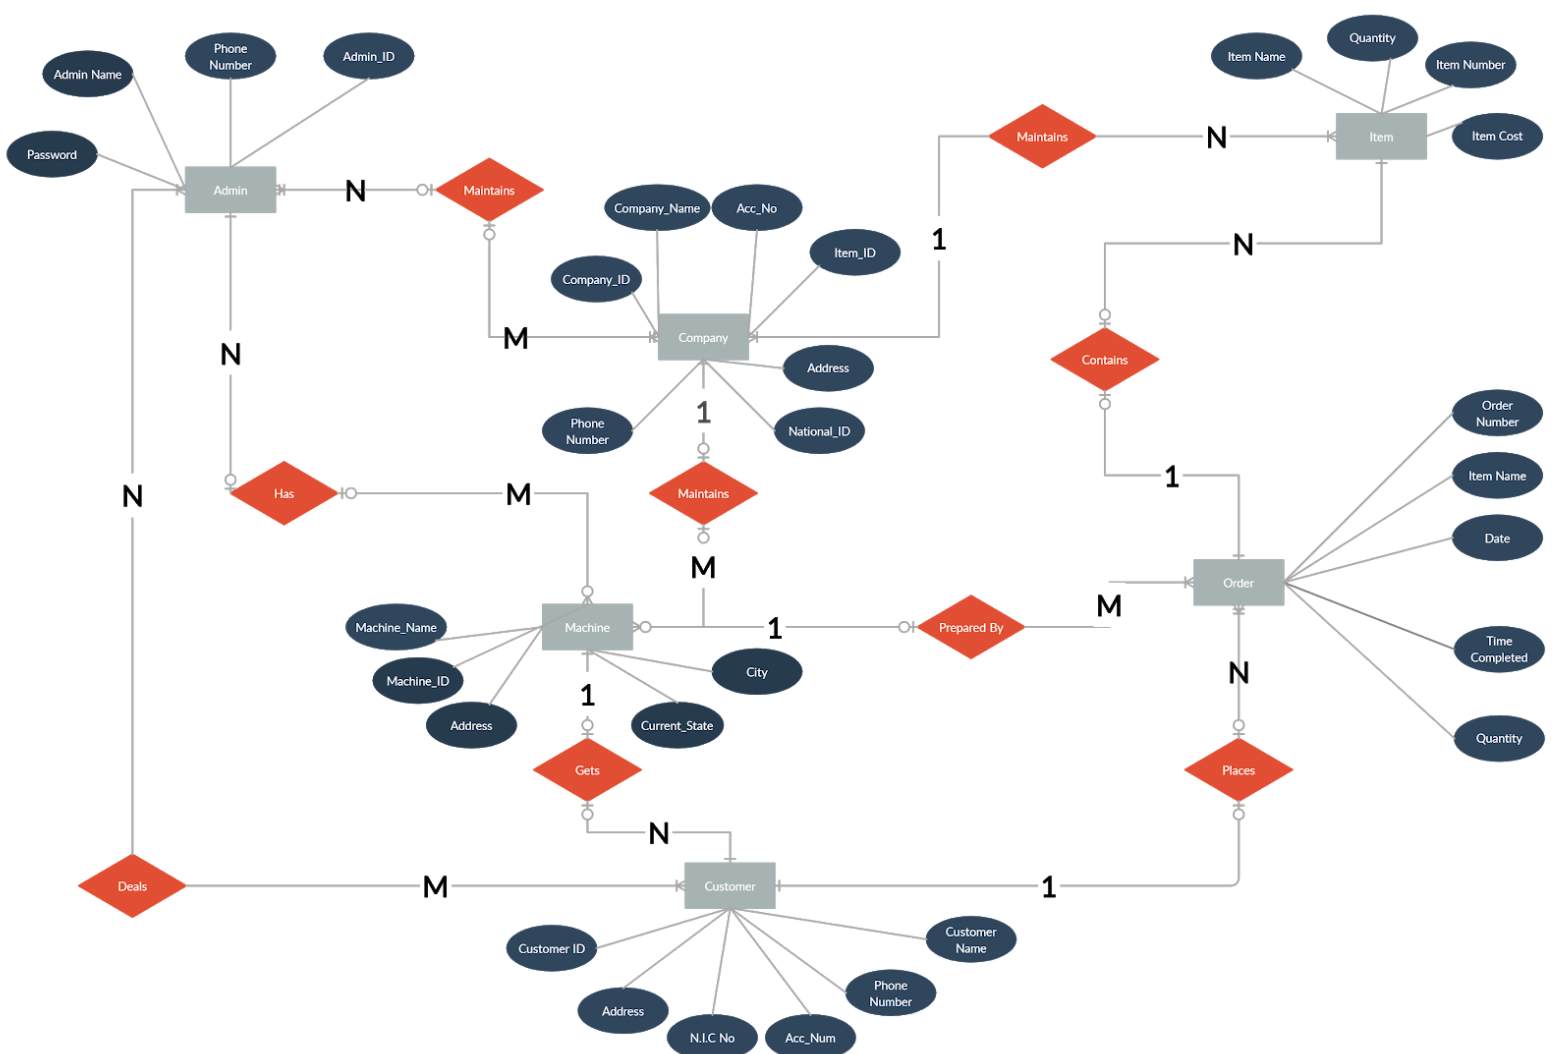 Phone
Number
Admin_ID
Admin Name
Password
Admin
N
Maintains
Item Name
Quantity
Item Number
Item Cost
Maintains
N
Item
Company_Name
Acc_No
Item_ID
Company_ID
1
N
M
Company
Address
Phone
Number
1
National_ID
N
Contains
Order
Number
Item Name
Date
1
N
Has
M
Maintains
M
Order
M
Machine_Name
Machine
1
Prepared By
Machine_ID
Address
City
Current_State
1
N
Time
Completed
Quantity
Gets
Places
N
Deals
M
Customer
1
Customer ID
Customer
Name
Address
Phone
Number
N.I.C No
Acc_Num